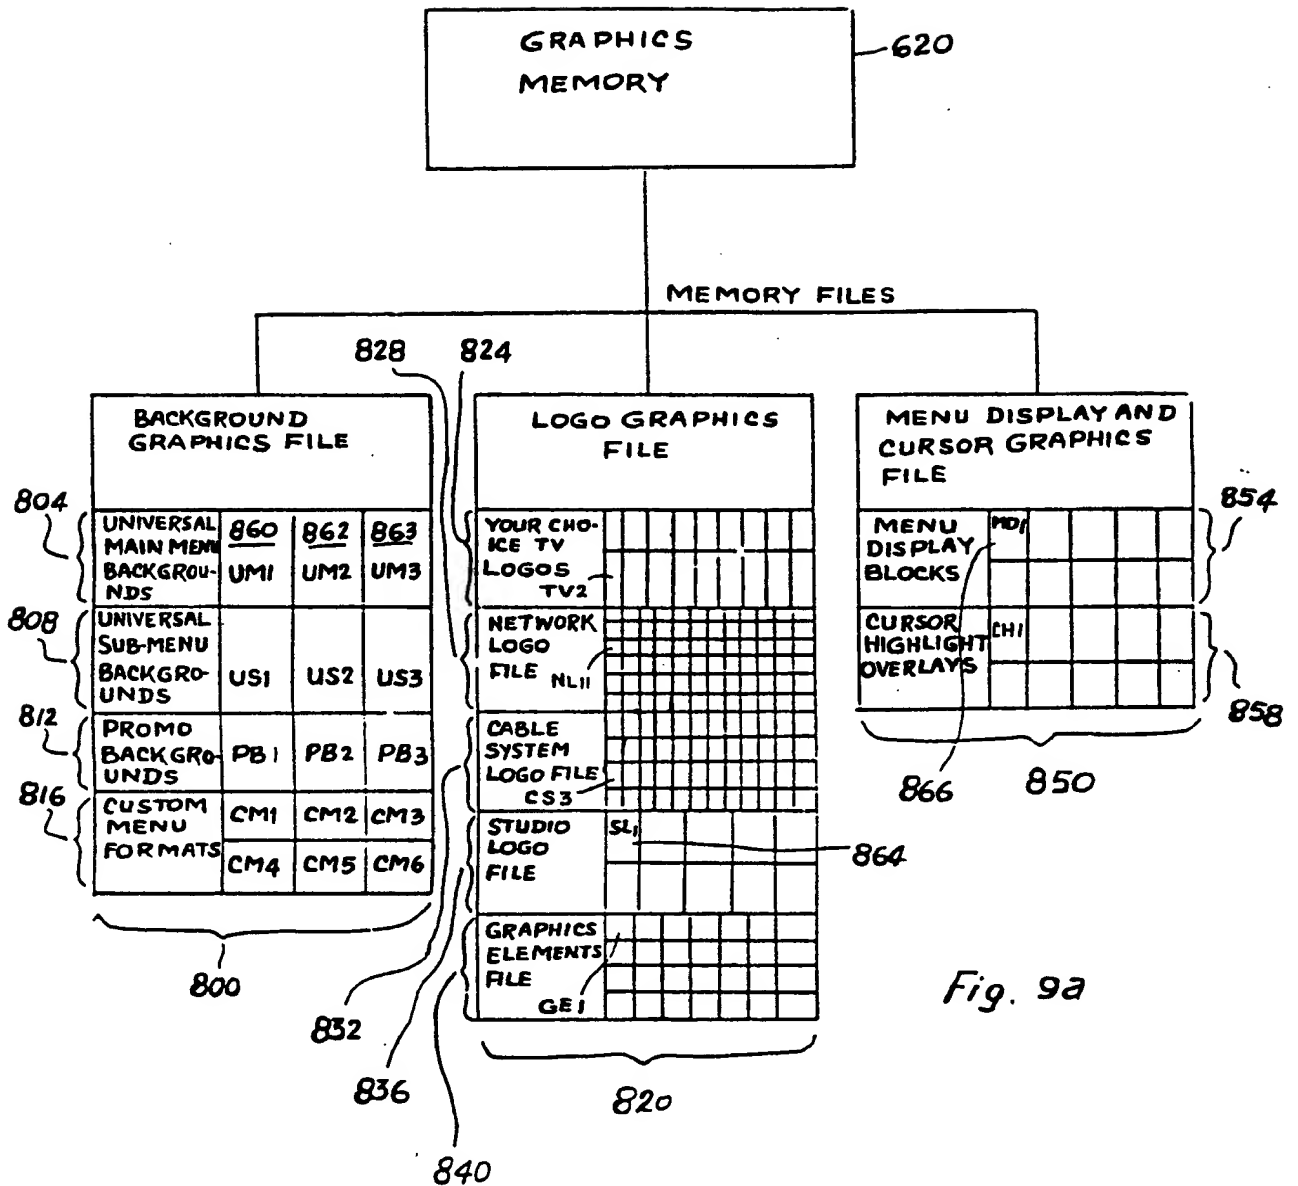 GRAPHICS
MEMORY
620
MEMORY FILES
828 824
BACKGROUND
GRAPHICS FILE
804
UNIVERSAL
MAIN MENU
BACKGROU-
NDS
860 862 863
UM1 UM2 UM3
808
UNIVERSAL
SUB-MENU
BACKGRO-
UNDS
US1 US2 US3
812
PROMO
BACKGRO-
UNDS
PB1 PB2 PB3
816
CUSTOM
MENU
FORMATS
CM1 CM2 CM3
CM4 CM5 CM6
800
LOGO GRAPHICS
FILE
YOUR CHO-
ICE TV
LOGOS
TV2
NETWORK
LOGO
FILE
NL11
CABLE
SYSTEM
LOGO FILE
CS3
STUDIO
LOGO
FILE
SL1
864
GRAPHICS
ELEMENTS
FILE
GE1
832
836
840
820
MENU DISPLAY AND
CURSOR GRAPHICS
FILE
854
MENU
DISPLAY
BLOCKS
MD1
CURSOR
HIGHLIGHT
OVERLAYS
CH1
858
866
850
Fig. 9a